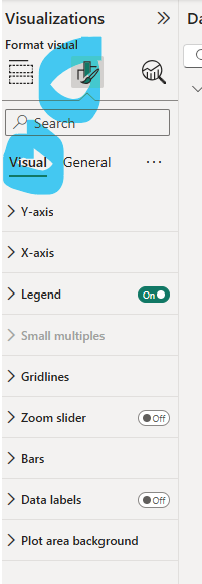 Visualizations
Da
Format visual
Search
Visual General ...
Y-axis
X-axis
Legend On
Small multiples
Gridlines
Zoom slider Off
Bars
Data labels Off
Plot area background